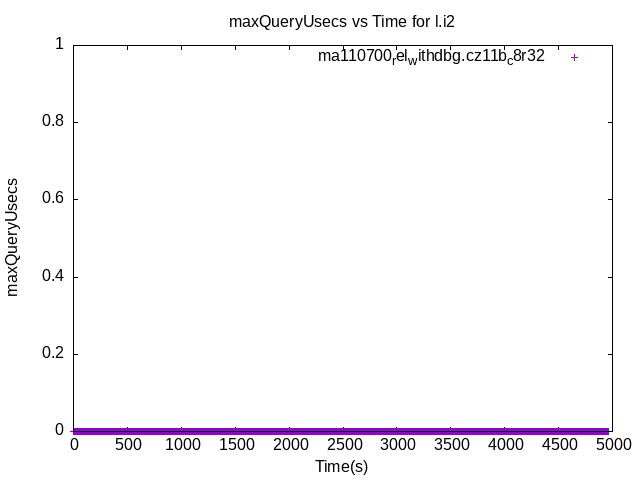 maxQueryUsecs vs Time for l.i2
ma110700relwithdbg.cz11bc8r32
maxQueryUsecs
1
0.8
0.6
0.4
0.2
0
0 500 1000 1500 2000 2500 3000 3500 4000 4500 5000
Time(s)